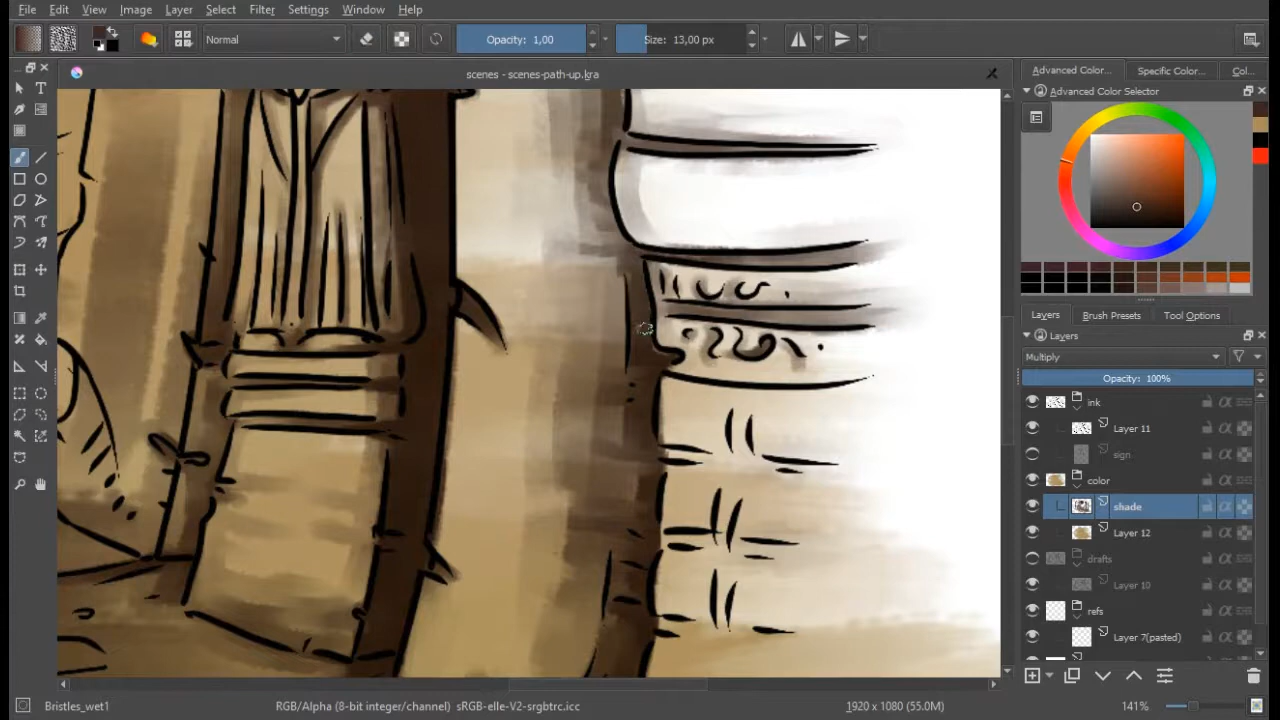 File Edit View Image Layer Select Filter Settings Window Help
Normal Opacity: 1,00 Size: 13,00 px
scenes - scenes-path-up.kra
Advanced Color... Specific Color... Col...
Advanced Color Selector
Layers Brush Presets Tool Options
Layers
Multiply
Opacity: 100%
ink
Layer 11
sign
color
shade
Layer 12
drafts
Layer 10
refs
Layer 7(pasted)
Bristles_wet1 RGB/Alpha (8-bit integer/channel) sRGB-elle-V2-srgbtrc.icc 1920 x 1080 (55.0M) 141%